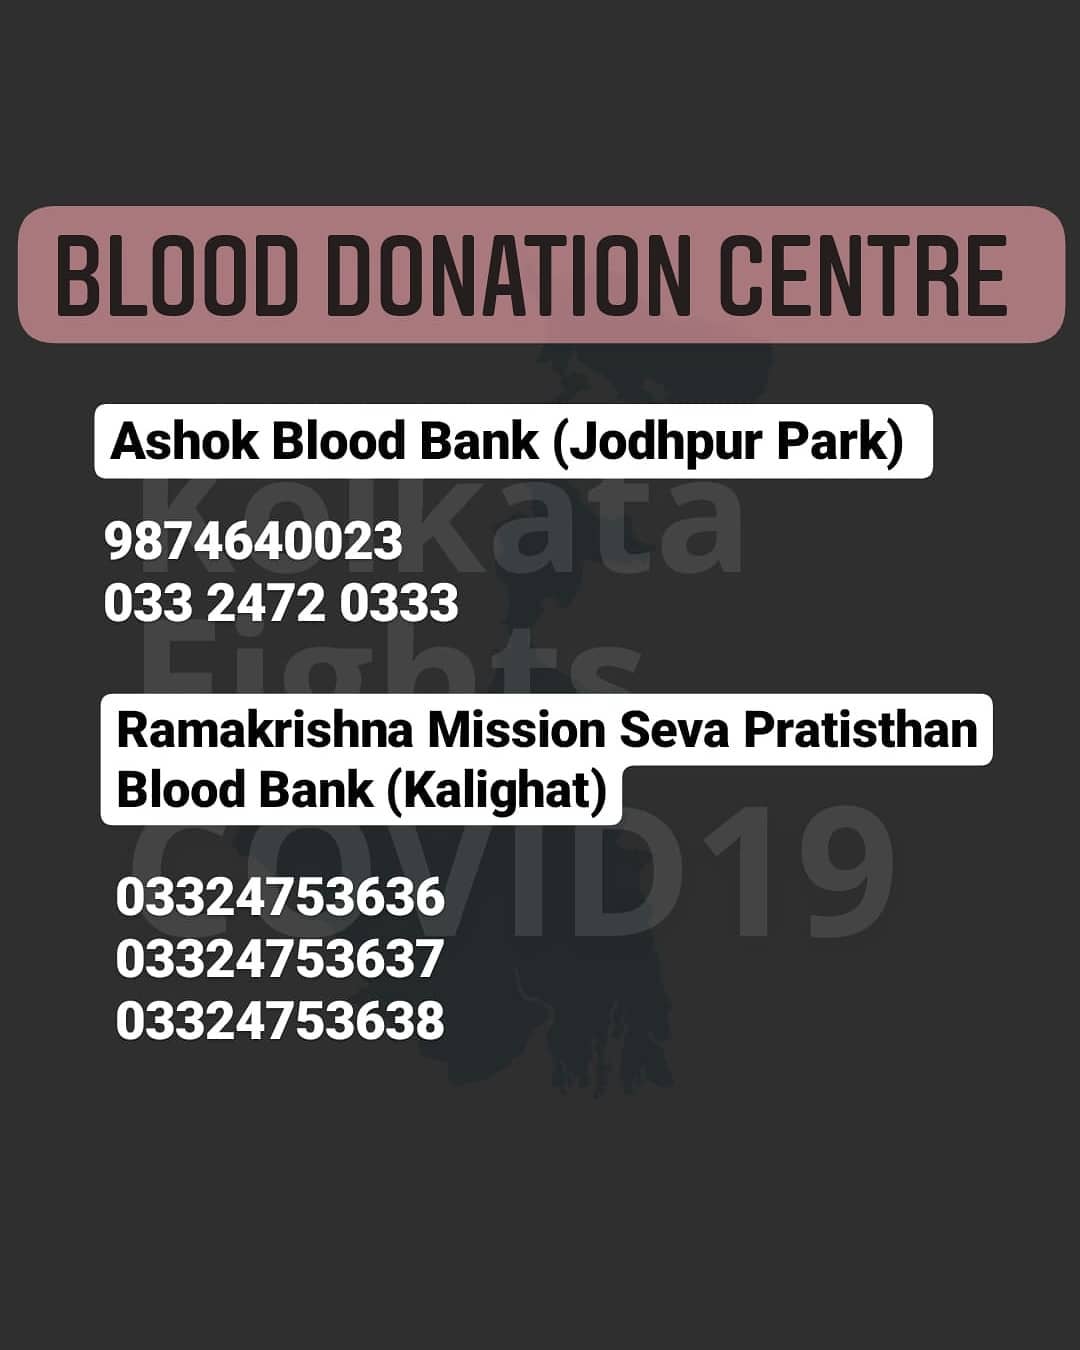 BLOOD DONATION CENTRE
Ashok Blood Bank (Jodhpur Park)
Kolkata
9874640023
033 2472 0333
Fights
Ramakrishna Mission Seva Pratisthan
Blood Bank (Kalighat)
COVID19
03324753636
03324753637
03324753638